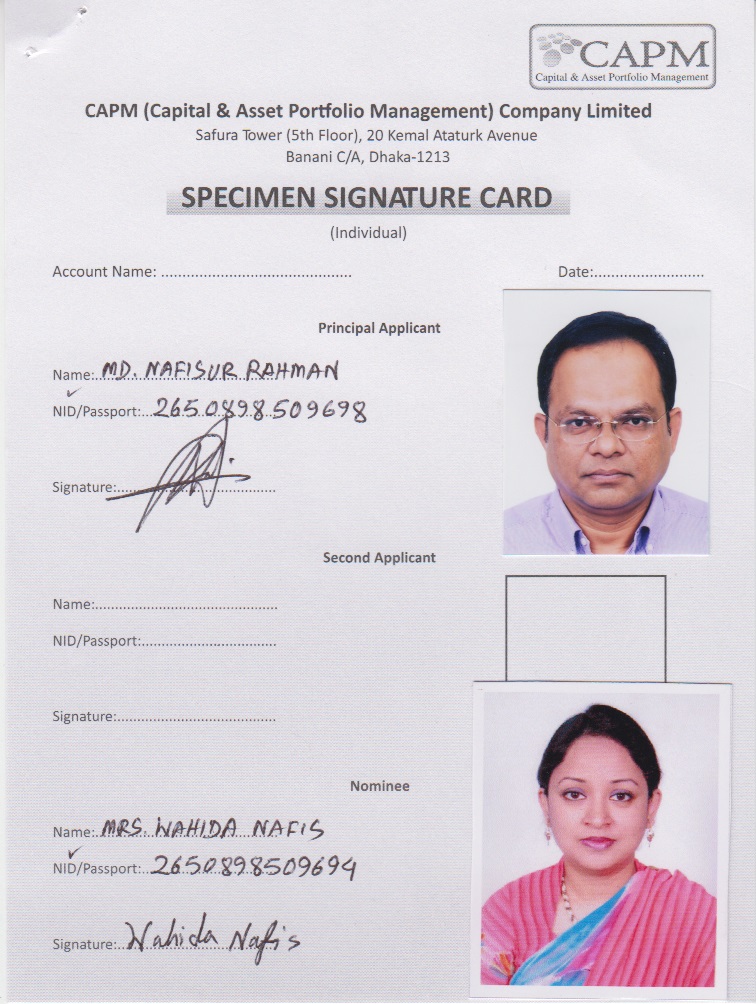 CAPM
Capital & Asset Portfolio Management
CAPM (Capital & Asset Portfolio Management) Company Limited
Safura Tower (5th Floor), 20 Kemal Ataturk Avenue
Banani C/A, Dhaka-1213
SPECIMEN SIGNATURE CARD
(Individual)
Account Name: ............................................ Date:.........................
Principal Applicant
Name: MD. NAFISUR RAHMAN
NID/Passport: 2650898509698
Signature:
Second Applicant
Name:...........................................
NID/Passport:................................
Signature:.....................................
Nominee
Name: MRS. WAHIDA NAFIS
NID/Passport: 2650898509694
Signature: Wahida Nafis